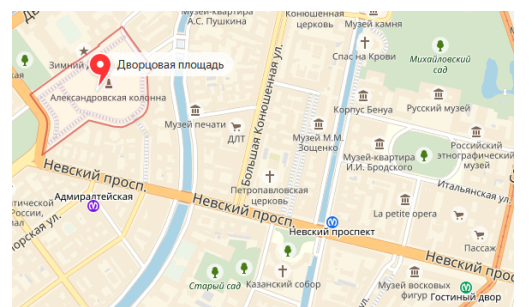 Музей-квартира
А.С. Пушкина
Конюшенная
церковь
Музей камня
Спас на Крови
Михайловский
сад
Зимний
Дворцовая площадь
Александровская колонна
Большая Конюшенная ул.
Музей печати
ДЛТ
Музей М.М.
Зощенко
Корпус Бенуа
Русский музей
Музей-квартира
И.И. Бродского
Российский
этнографический
музей
Невский просп.
Адмиралтейская
Петропавловская
церковь
Итальянская ул.
La petite opera
Невский просп.
Невский проспект
Пассаж
Невский
Старый сад
Казанский собор
Музей восковых
фигур
Гостиный двор